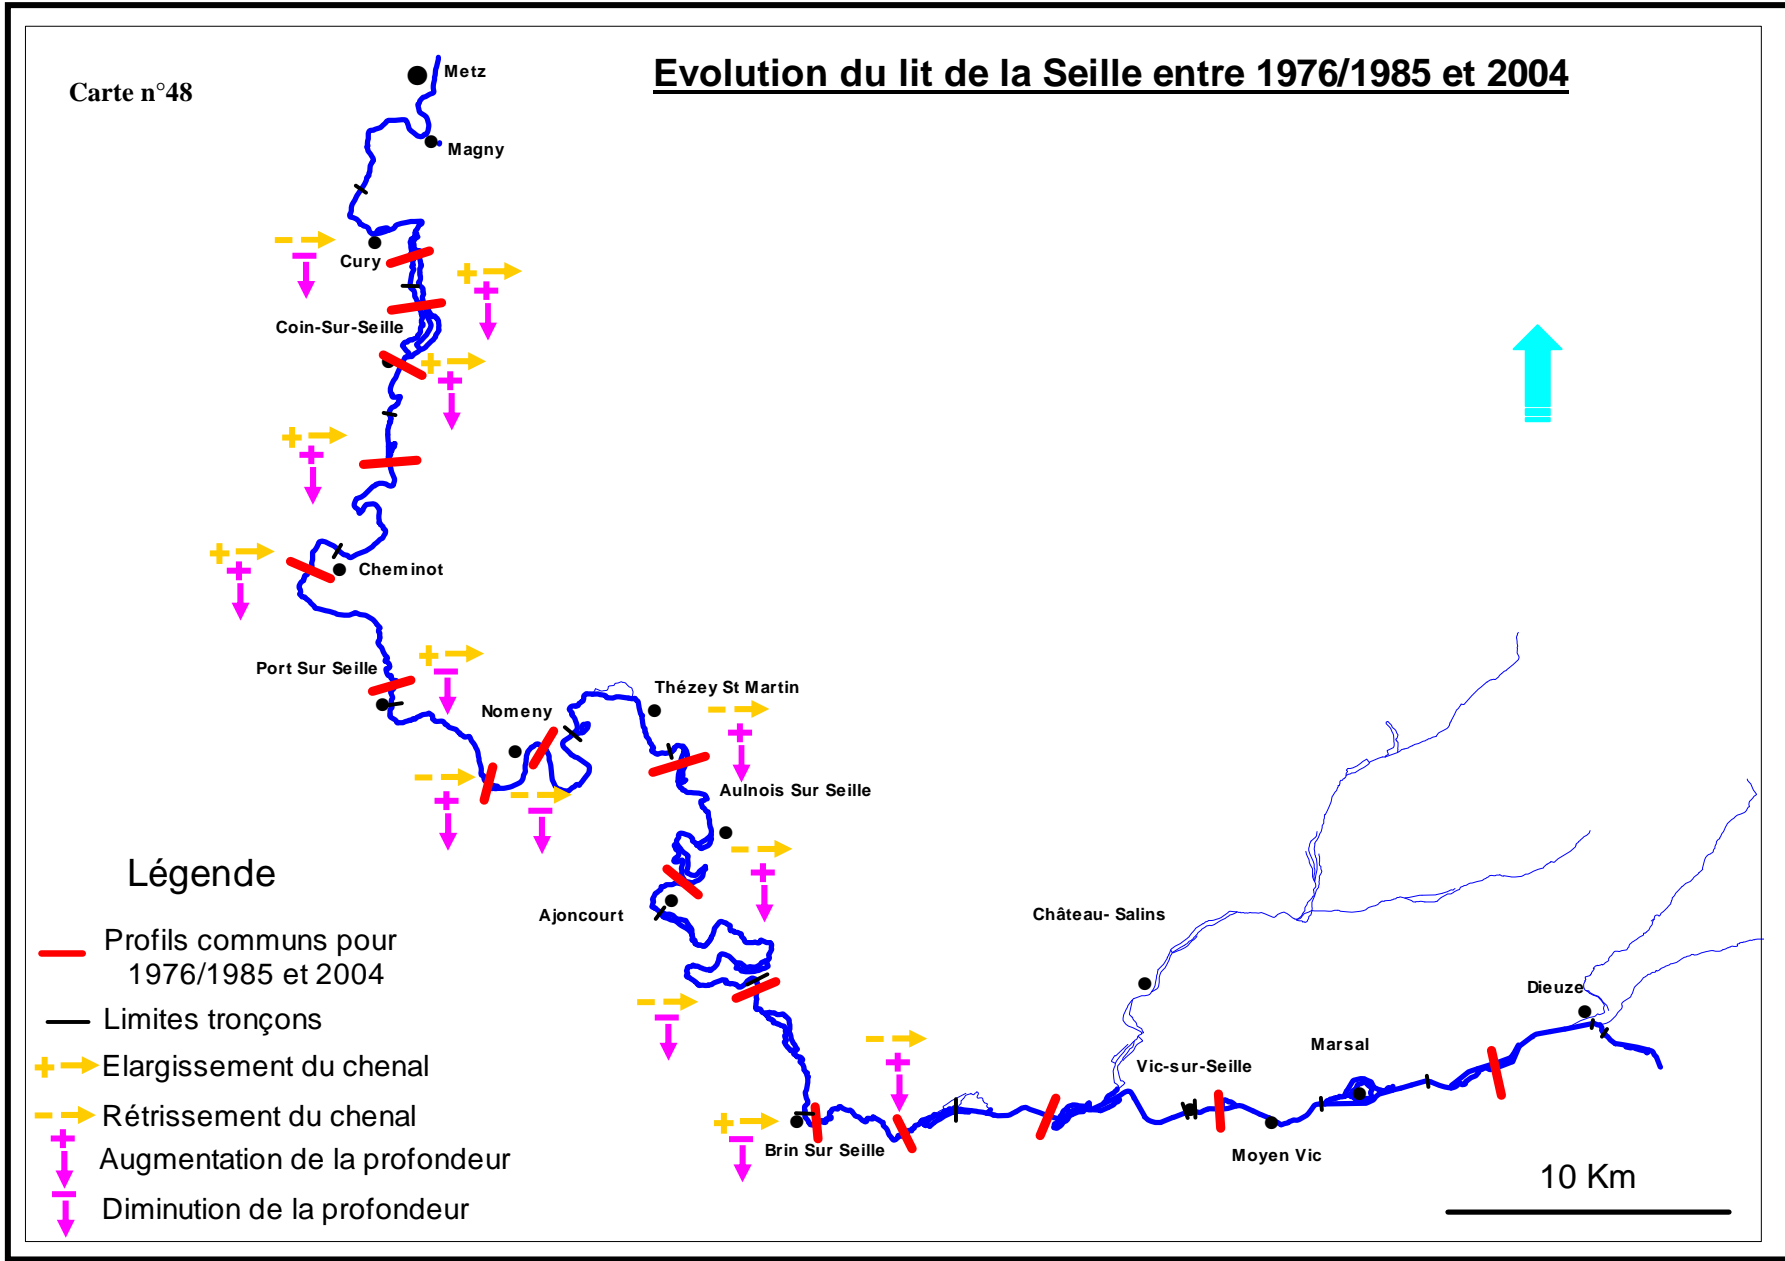 Evolution du lit de la Seille entre 1976/1985 et 2004
Carte n°48
Metz
Magny
Cury
Coin-Sur-Seille
Cheminot
Port Sur Seille
Nomeny
Thézey St Martin
Aulnois Sur Seille
Ajoncourt
Château- Salins
Dieuze
Marsal
Vic-sur-Seille
Brin Sur Seille
Moyen Vic
10 Km
Légende
Profils communs pour
1976/1985 et 2004
Limites tronçons
Elargissement du chenal
Rétrissement du chenal
Augmentation de la profondeur
Diminution de la profondeur